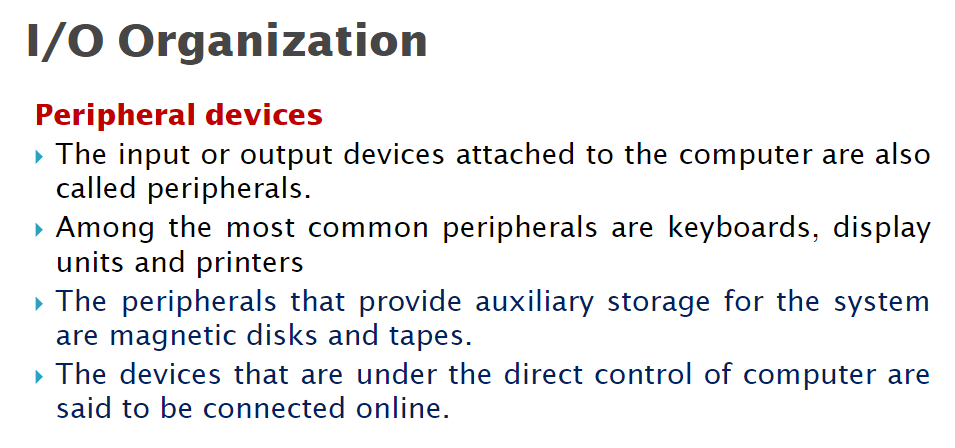 I/O Organization
Peripheral devices
The input or output devices attached to the computer are also
called peripherals.
Among the most common peripherals are keyboards, display
units and printers
The peripherals that provide auxiliary storage for the system
are magnetic disks and tapes.
The devices that are under the direct control of computer are
said to be connected online.